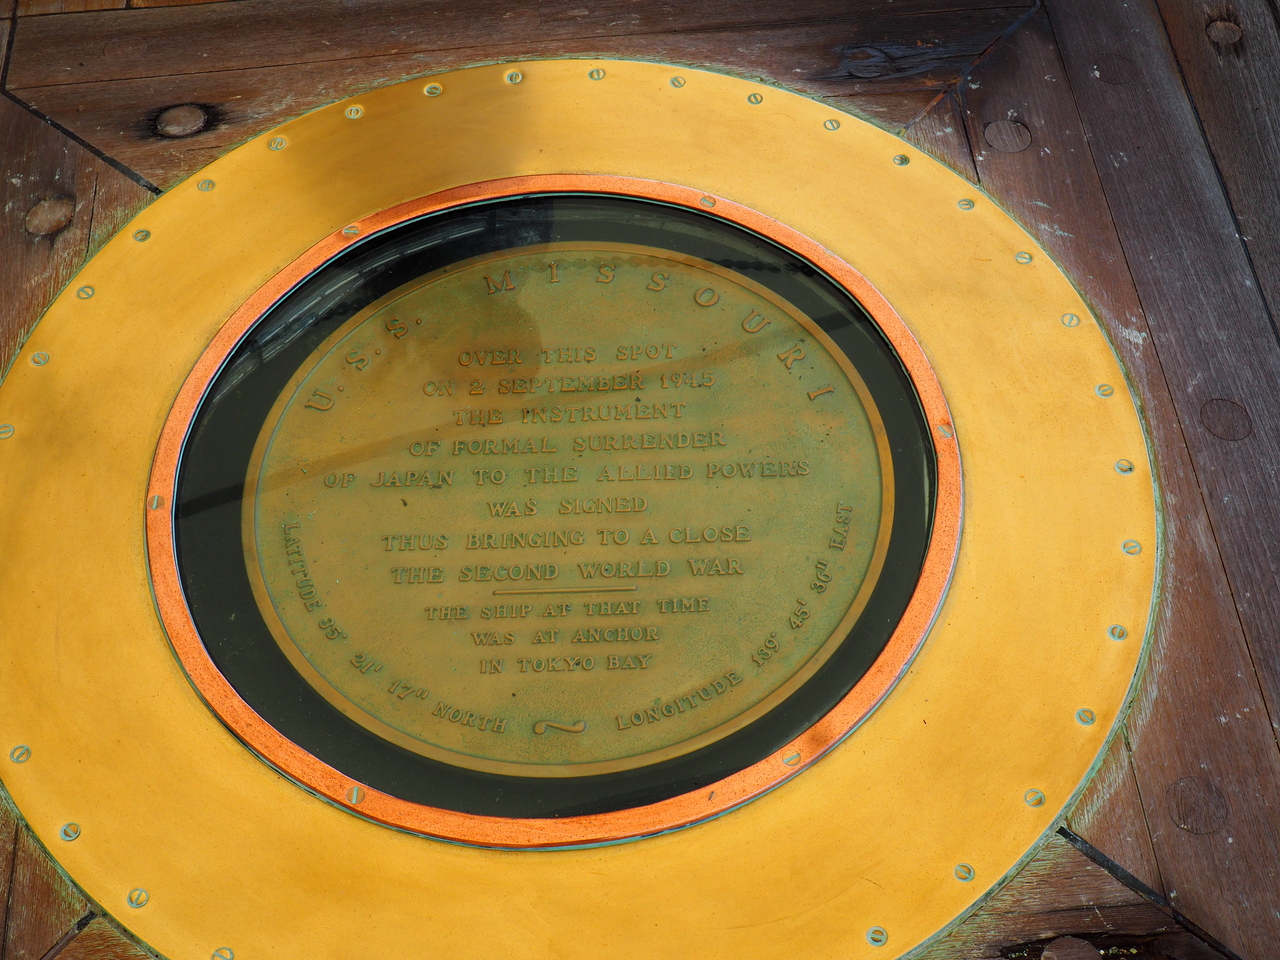 U.S.S. MISSOURI
OVER THIS SPOT
ON 2 SEPTEMBER 1945
THE INSTRUMENT
OF FORMAL SURRENDER
OF JAPAN TO THE ALLIED POWERS
WAS SIGNED
THUS BRINGING TO A CLOSE
THE SECOND WORLD WAR
THE SHIP AT THAT TIME
WAS AT ANCHOR
IN TOKYO BAY
LATITUDE 35° 21' 17" NORTH ~ LONGITUDE 139° 45' 36" EAST